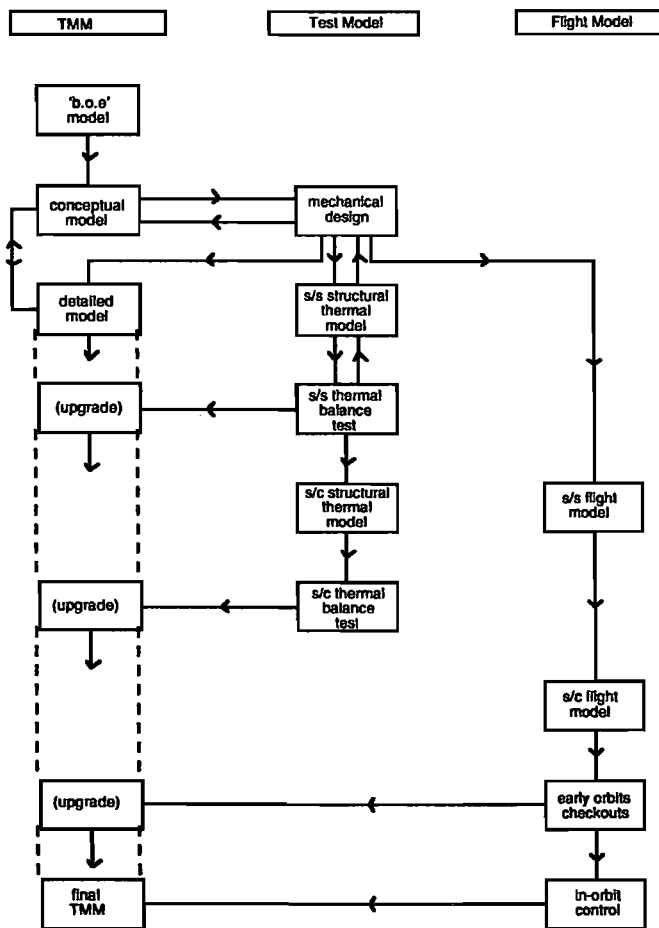 TMM
Test Model
Flight Model
'b.o.e'
model
conceptual
model
mechanical
design
detailed
model
s/s structural
thermal
model
(upgrade)
s/s thermal
balance
test
s/c structural
thermal
model
s/s flight
model
(upgrade)
s/c thermal
balance
test
s/c flight
model
(upgrade)
early orbits
checkouts
final
TMM
in-orbit
control